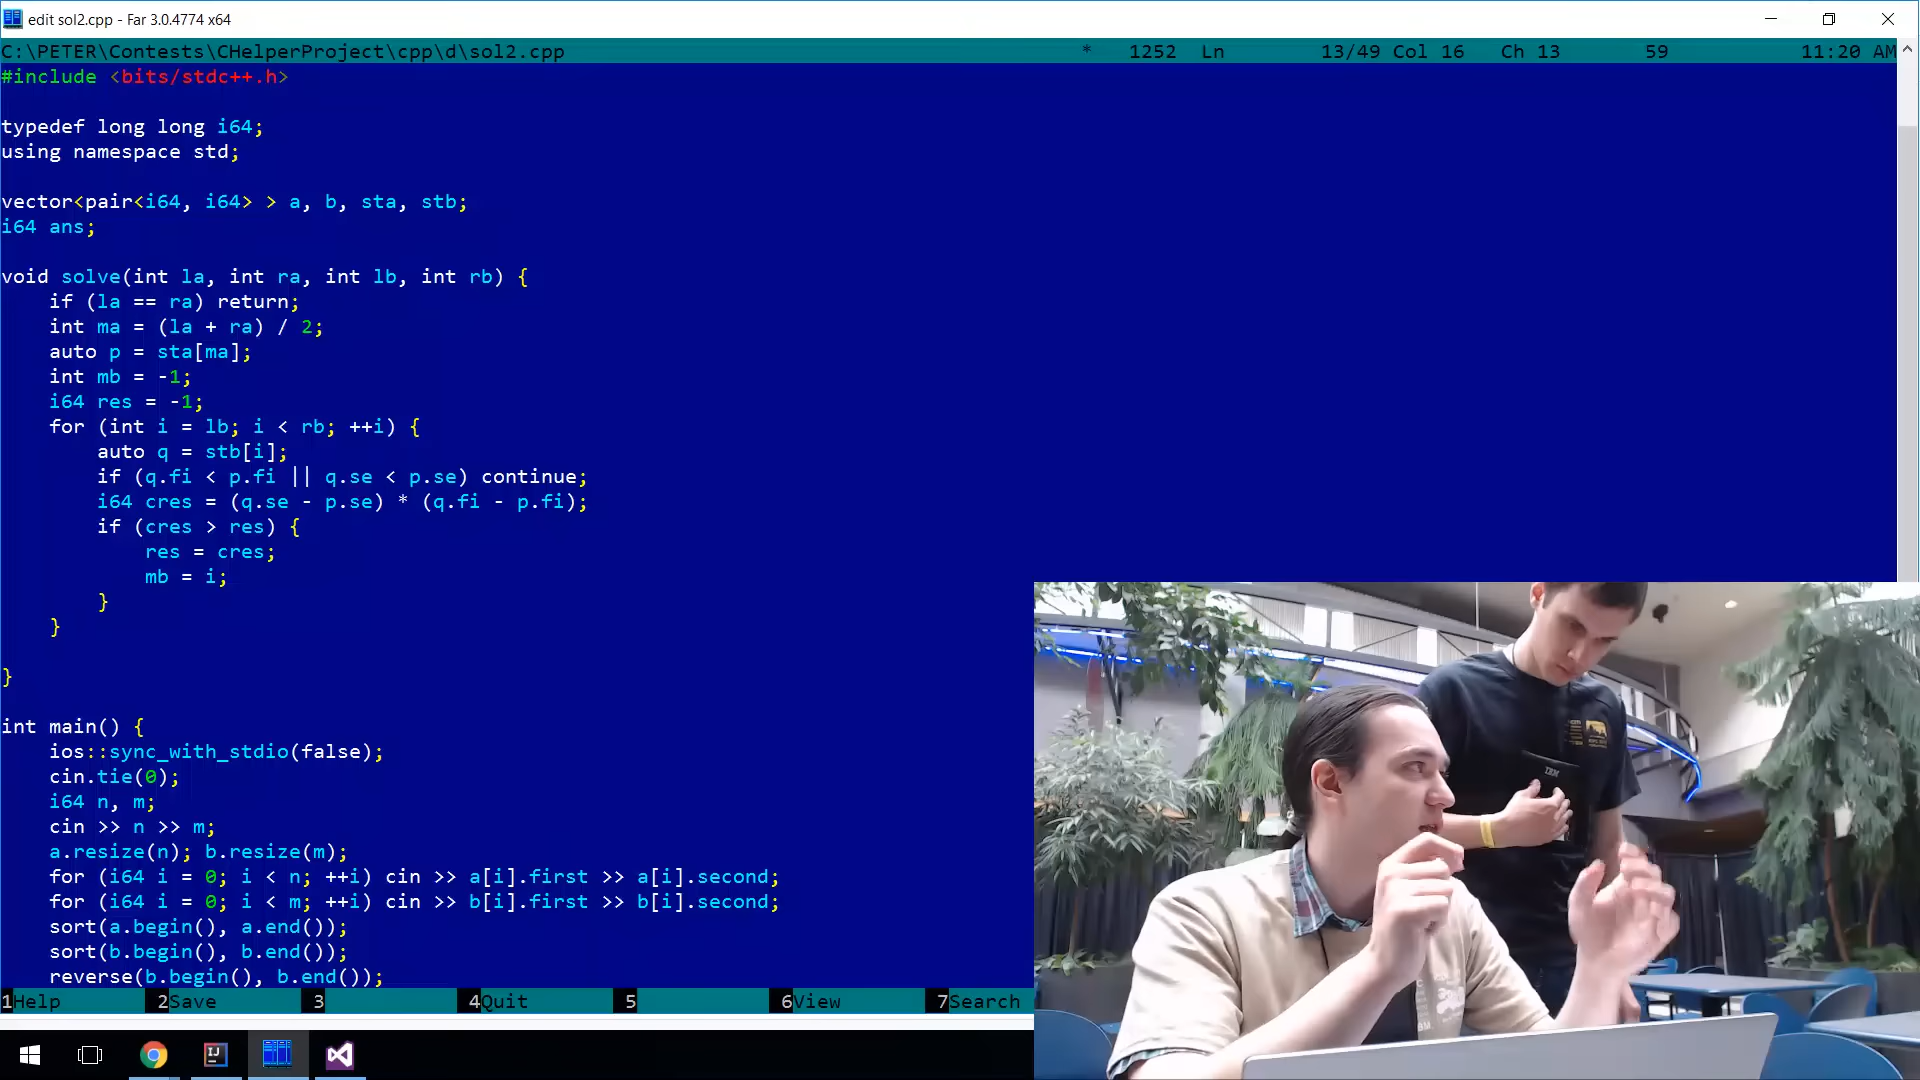 edit sol2.cpp - Far 3.0.4774 x64
C:\PETER\Contests\CHelperProject\cpp\d\sol2.cpp * 1252 Ln 13/49 Col 16 Ch 13 59 11:20 AM
#include <bits/stdc++.h>
typedef long long i64;
using namespace std;
vector<pair<i64, i64> > a, b, sta, stb;
i64 ans;
void solve(int la, int ra, int lb, int rb) {
    if (la == ra) return;
    int ma = (la + ra) / 2;
    auto p = sta[ma];
    int mb = -1;
    i64 res = -1;
    for (int i = lb; i < rb; ++i) {
        auto q = stb[i];
        if (q.fi < p.fi || q.se < p.se) continue;
        i64 cres = (q.se - p.se) * (q.fi - p.fi);
        if (cres > res) {
            res = cres;
            mb = i;
        }
    }
}
int main() {
    ios::sync_with_stdio(false);
    cin.tie(0);
    i64 n, m;
    cin >> n >> m;
    a.resize(n); b.resize(m);
    for (i64 i = 0; i < n; ++i) cin >> a[i].first >> a[i].second;
    for (i64 i = 0; i < m; ++i) cin >> b[i].first >> b[i].second;
    sort(a.begin(), a.end());
    sort(b.begin(), b.end());
    reverse(b.begin(), b.end());
1Help 2Save 3 4Quit 5 6View 7Search
IJ
IBM